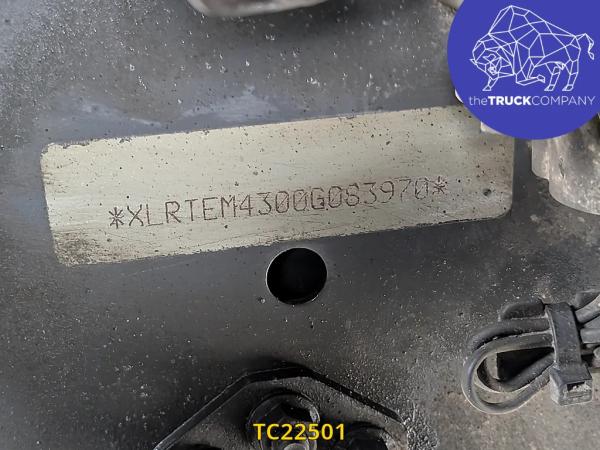 theTRUCKCOMPANY
*XLRTEM4300G083970*
TC22501